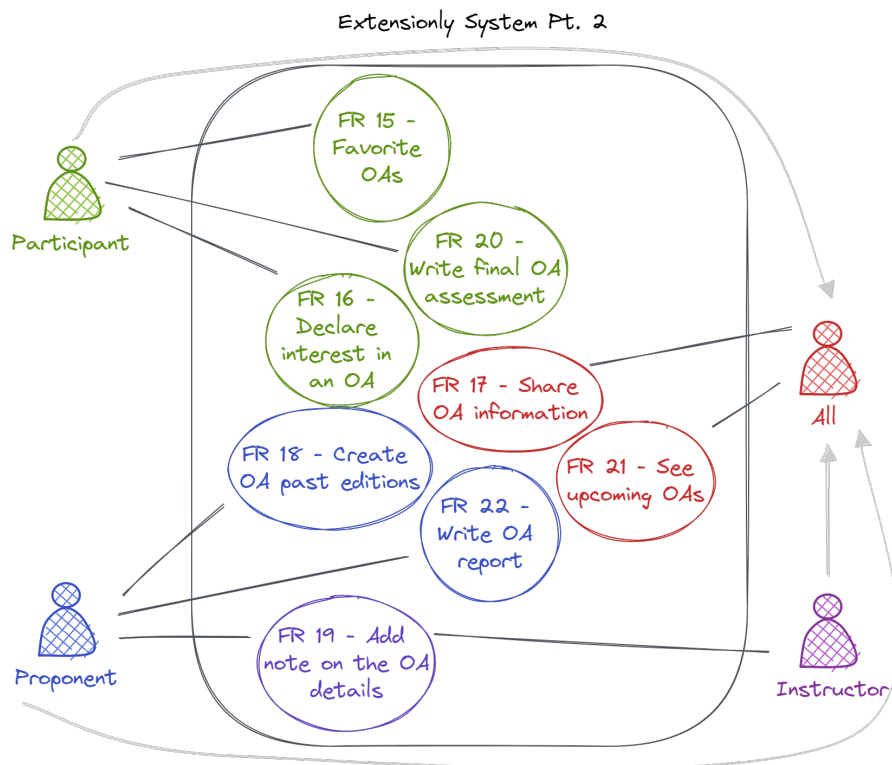 Extensionly System Pt. 2
FR 15 -
Favorite
OAs
Participant
FR 20 -
Write final OA
assessment
FR 16 -
Declare
interest in
an OA
FR 17 - Share
OA information
All
FR 18 - Create
OA past editions
FR 21 - See
upcoming OAs
FR 22 -
Write OA
report
Proponent
FR 19 - Add
note on the OA
details
Instructor